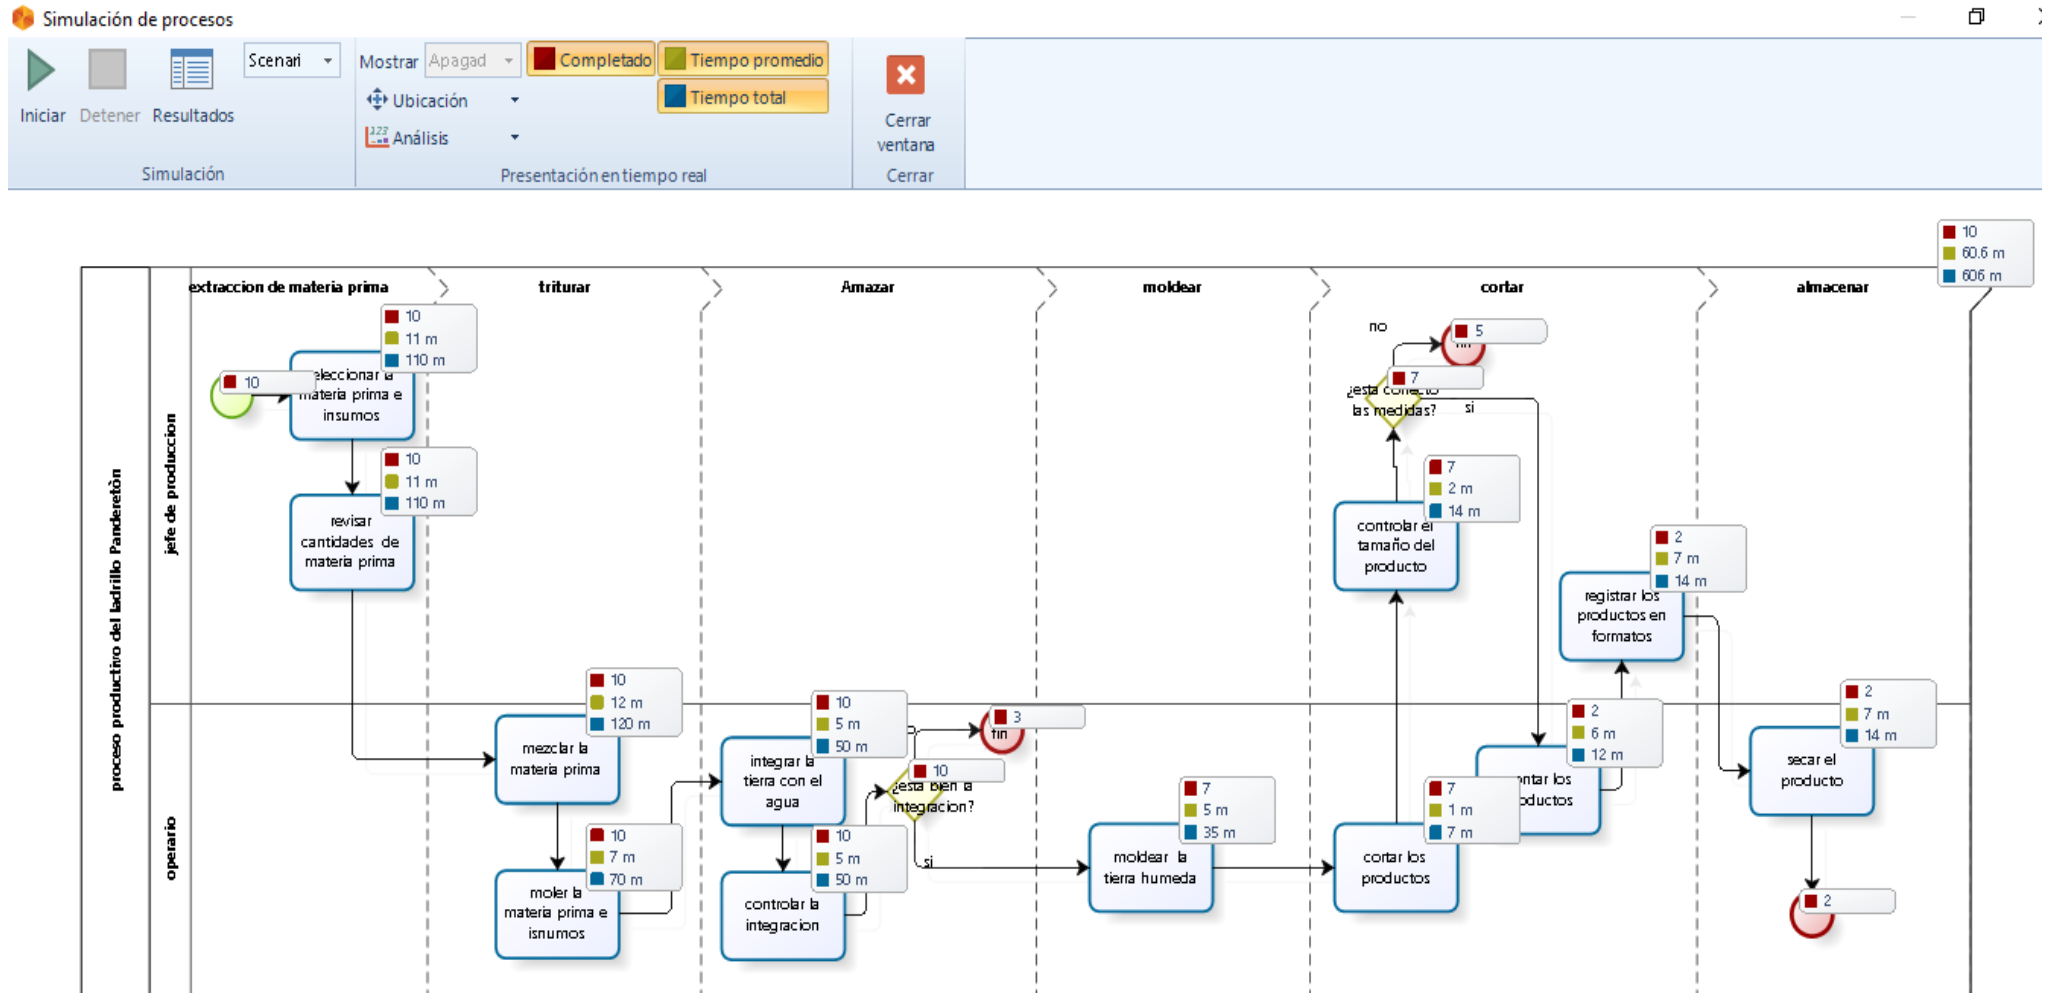 Simulación de procesos
Iniciar
Detener
Resultados
Scenari
Simulación
Mostrar
Apagad
Ubicación
Análisis
Completado
Tiempo promedio
Tiempo total
Presentación en tiempo real
Cerrar
ventana
Cerrar
10
60.6 m
606 m
proceso productivo del ladrillo Panderetòn
jefe de produccion
operario
extraccion de materia prima
triturar
Amazar
moldear
cortar
almacenar
10
10
11 m
110 m
materia prima e
insumos
10
11 m
110 m
revisar
cantidades de
materia prima
10
12 m
120 m
mezclar la
materia prima
10
7 m
70 m
moler la
materia prima e
isnumos
10
5 m
50 m
integrar la
tierra con el
agua
10
5 m
50 m
controlar la
integracion
10
¿esta bien la
integracion?
3
fin
si
7
5 m
35 m
moldear la
tierra humeda
7
1 m
7 m
cortar los
productos
7
2 m
14 m
controlar el
tamaño del
producto
7
las medidas?
no
5
si
2
6 m
12 m
2
7 m
14 m
registrar los
productos en
formatos
2
7 m
14 m
secar el
producto
2